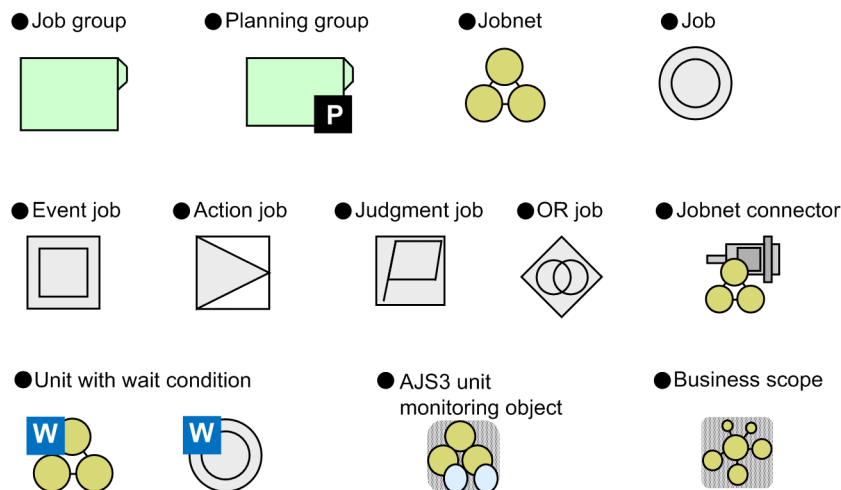 ●Job group
●Planning group
●Jobnet
●Job
P
●Event job
●Action job
●Judgment job
●OR job
●Jobnet connector
●Unit with wait condition
●AJS3 unit
monitoring object
●Business scope
W
W